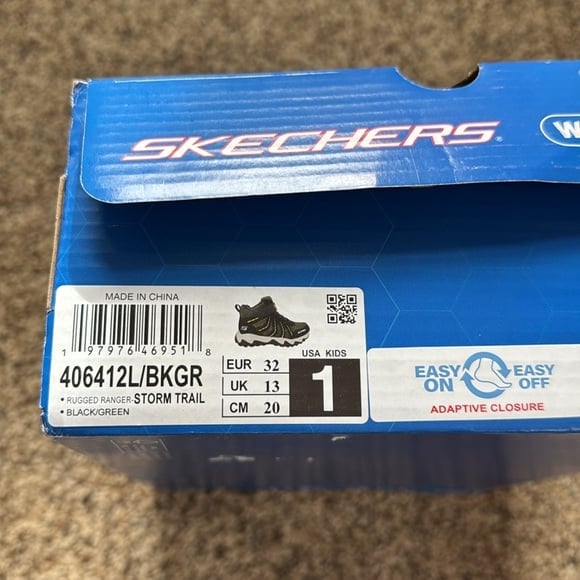 SKECHERS
MADE IN CHINA
1 97976 46951 8
406412L/BKGR
• RUGGED RANGER-STORM TRAIL
• BLACK/GREEN
EUR 32
UK 13
CM 20
USA KIDS
1
EASY ON EASY OFF
ADAPTIVE CLOSURE